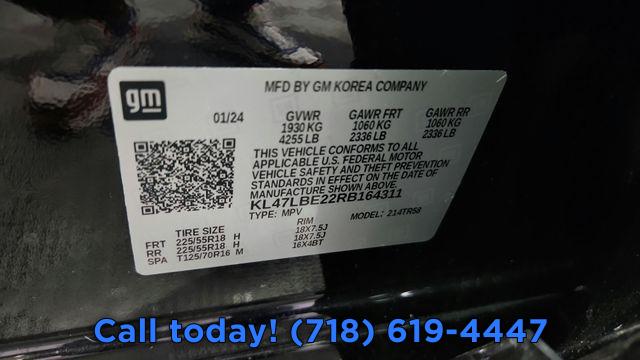 gm
MFD BY GM KOREA COMPANY
01/24 GVWR GAWR FRT GAWR RR
1930 KG 1060 KG 1060 KG
4255 LB 2336 LB 2336 LB
THIS VEHICLE CONFORMS TO ALL
APPLICABLE U.S. FEDERAL MOTOR
VEHICLE SAFETY AND THEFT PREVENTION
STANDARDS IN EFFECT ON THE DATE OF
MANUFACTURE SHOWN ABOVE.
KL47LBE22RB164311
TYPE: MPV MODEL: 214TR58
TIRE SIZE RIM
FRT 225/55R18 H 18X7.5J
RR 225/55R18 H 18X7.5J
SPA T125/70R16 M 16X4BT
Call today! (718) 619-4447